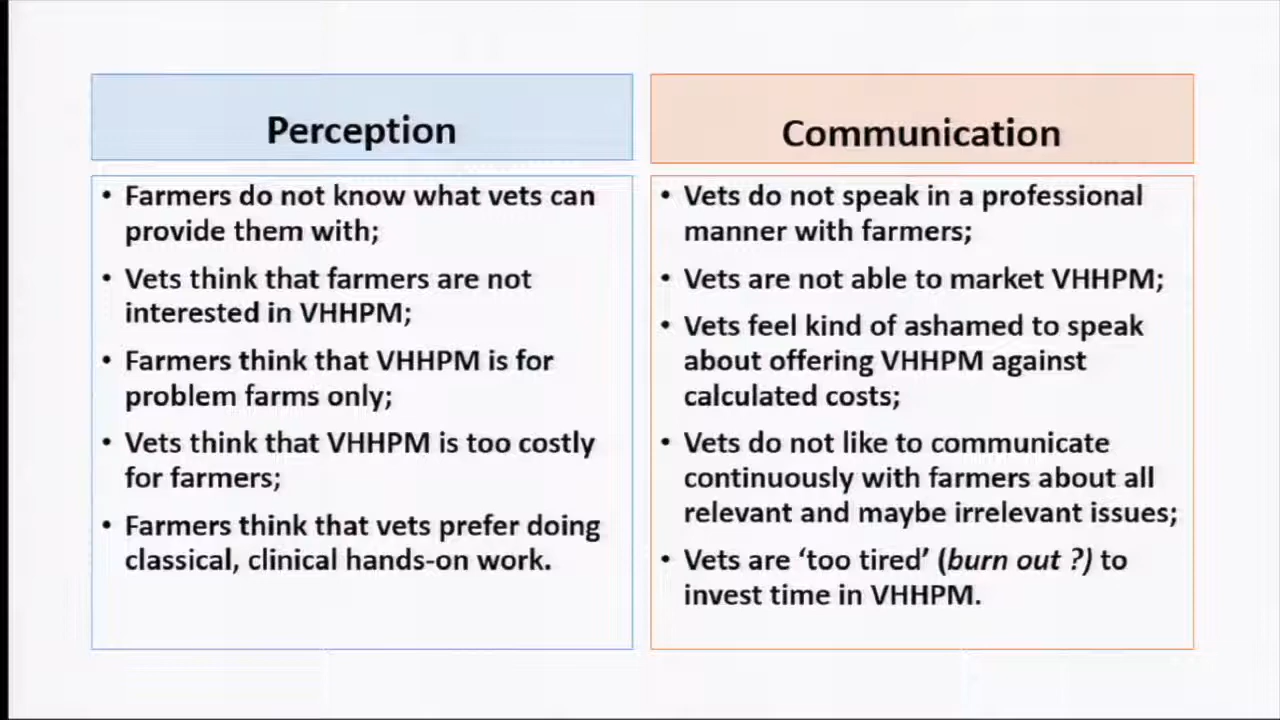 Perception
• Farmers do not know what vets can
provide them with;
• Vets think that farmers are not
interested in VHHPM;
• Farmers think that VHHPM is for
problem farms only;
• Vets think that VHHPM is too costly
for farmers;
• Farmers think that vets prefer doing
classical, clinical hands-on work.
Communication
• Vets do not speak in a professional
manner with farmers;
• Vets are not able to market VHHPM;
• Vets feel kind of ashamed to speak
about offering VHHPM against
calculated costs;
• Vets do not like to communicate
continuously with farmers about all
relevant and maybe irrelevant issues;
• Vets are ‘too tired’ (burn out ?) to
invest time in VHHPM.